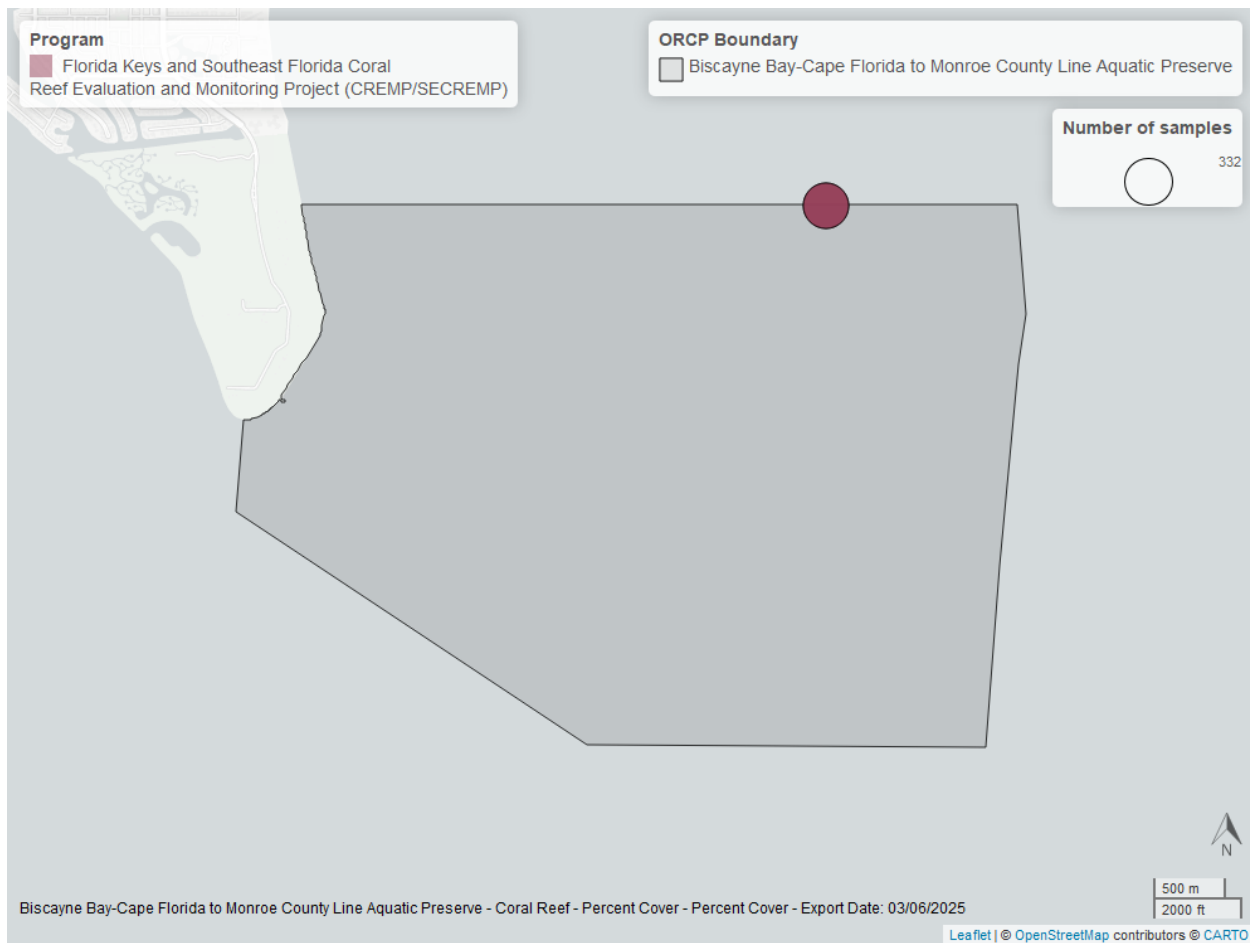 Program
Florida Keys and Southeast Florida Coral
Reef Evaluation and Monitoring Project (CREMP/SECREMP)
ORCP Boundary
Biscayne Bay-Cape Florida to Monroe County Line Aquatic Preserve
Number of samples
332
N
500 m
2000 ft
Biscayne Bay-Cape Florida to Monroe County Line Aquatic Preserve - Coral Reef - Percent Cover - Percent Cover - Export Date: 03/06/2025
Leaflet | © OpenStreetMap contributors © CARTO